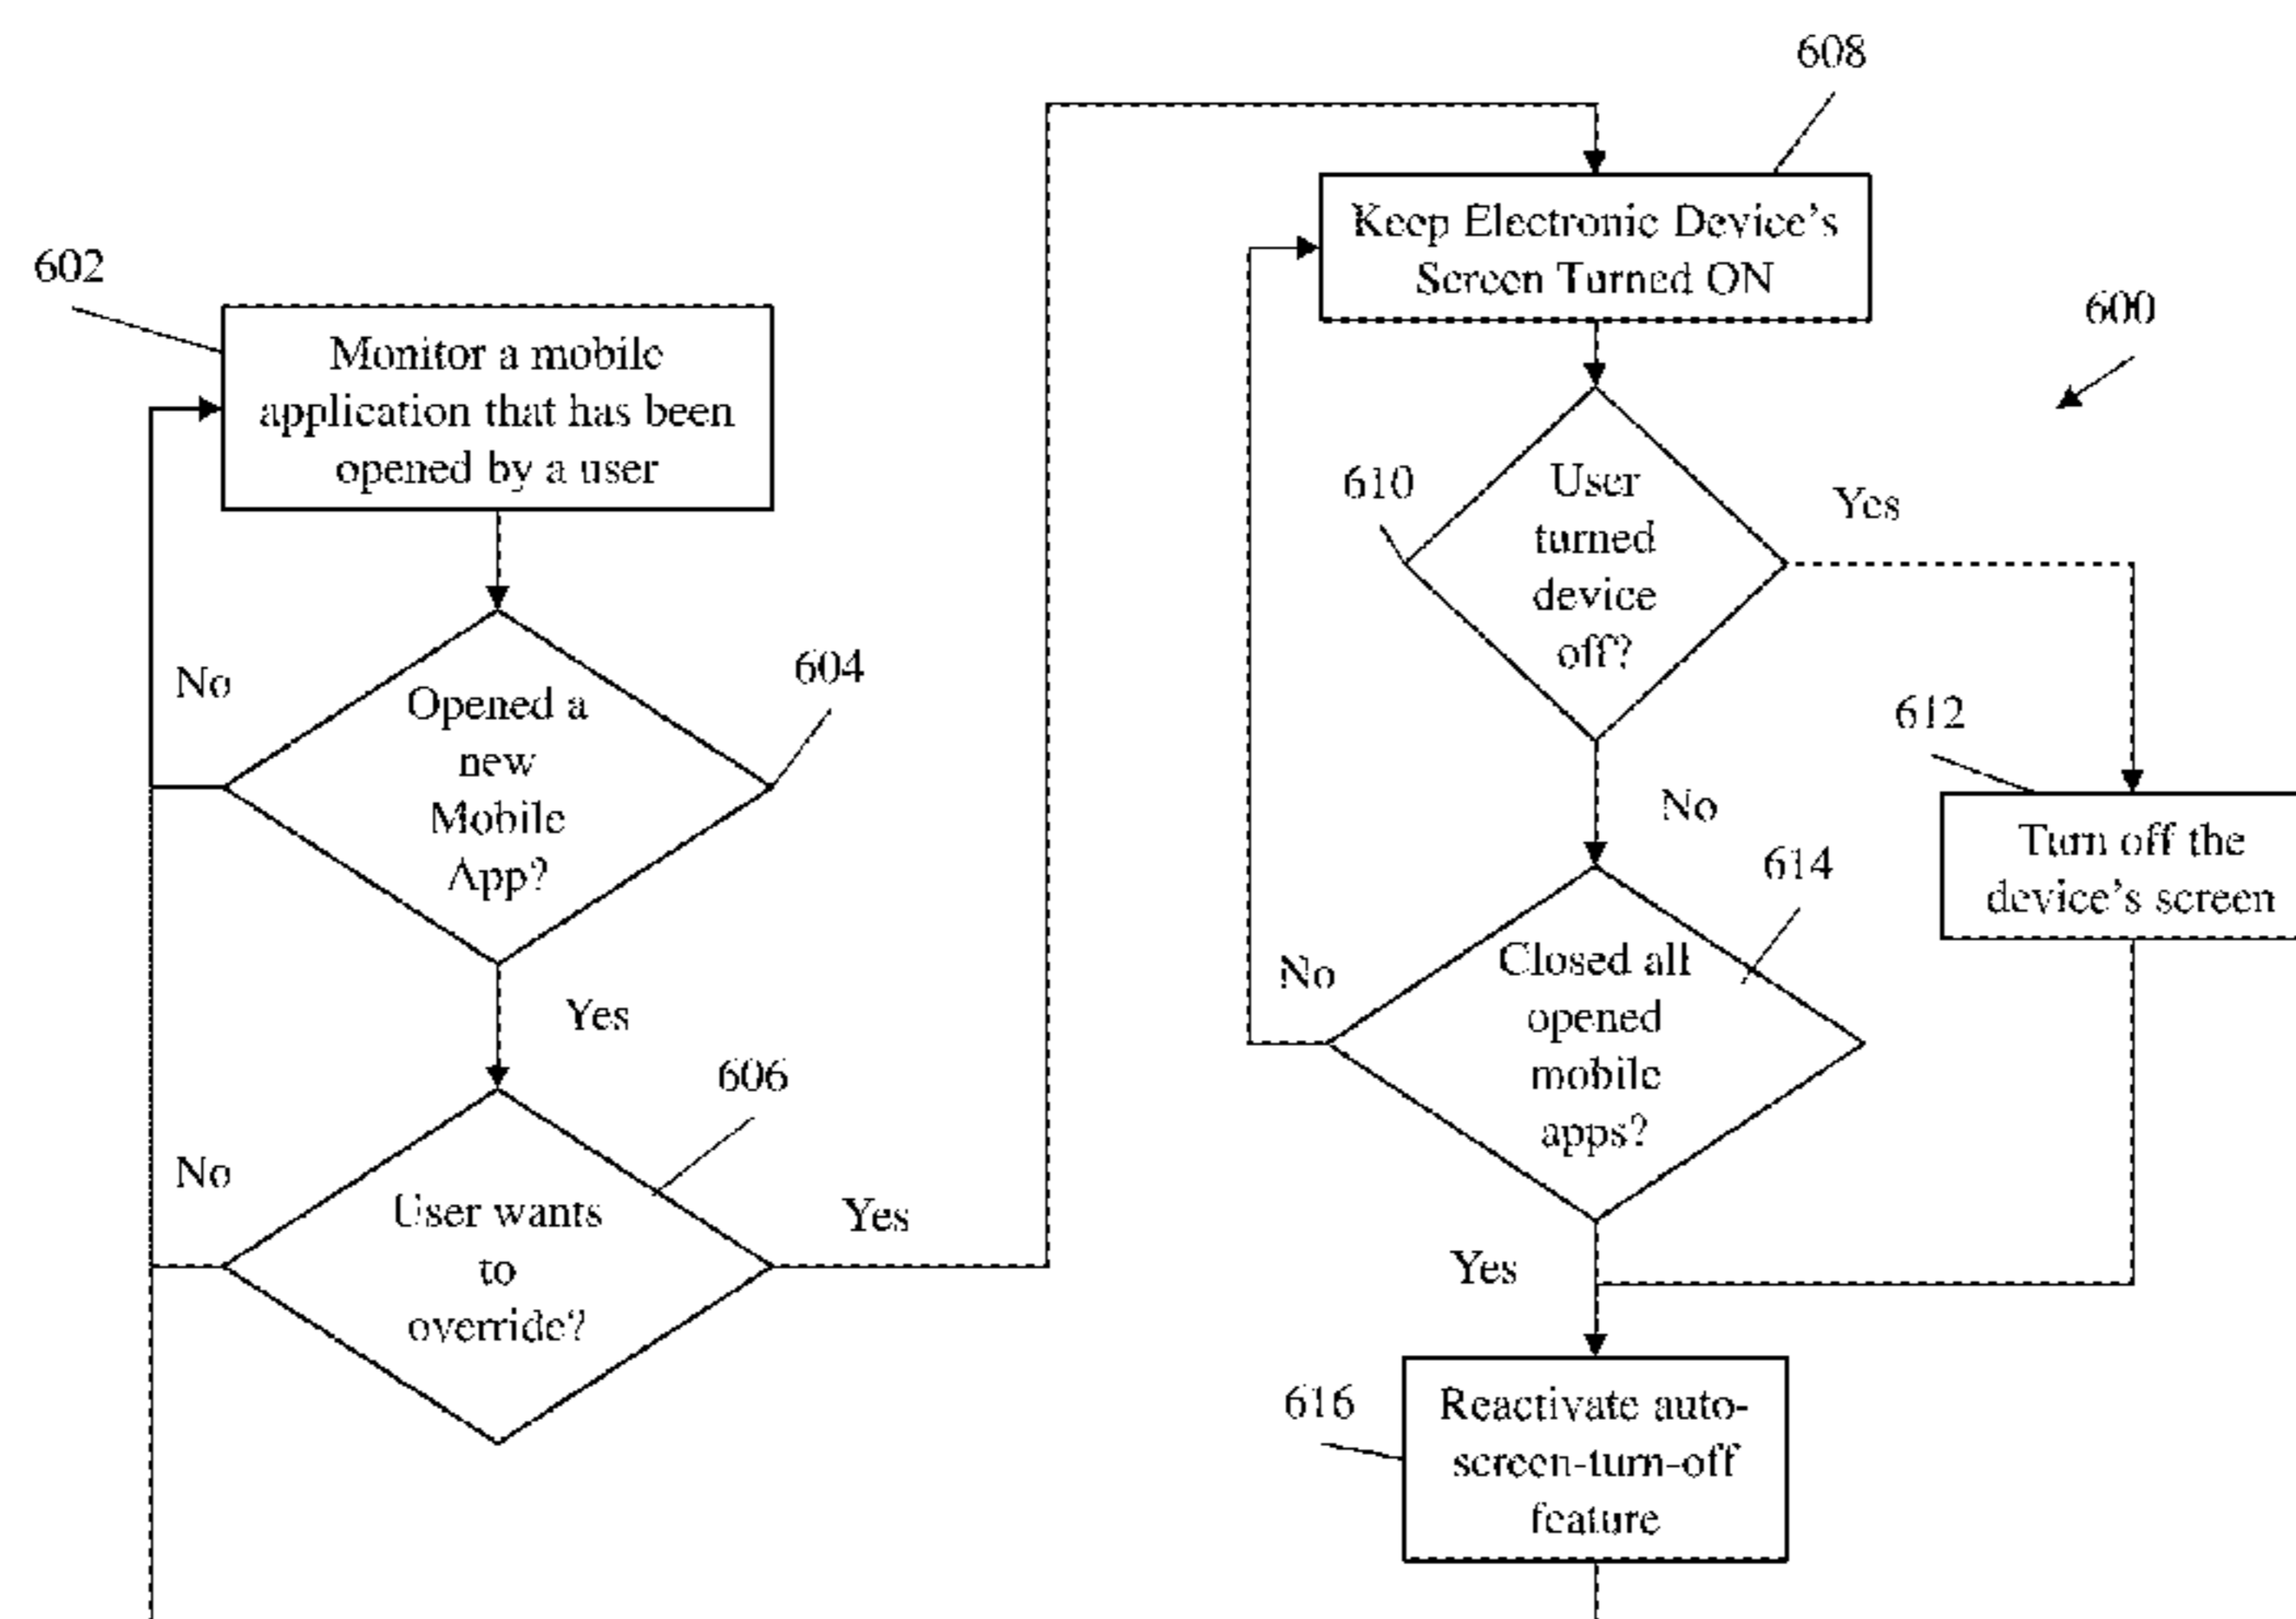 602
Monitor a mobile
application that has been
opened by a user
No
Opened a
new
Mobile
App?
604
Yes
606
No
User wants
to
override?
Yes
608
Keep Electronic Device's
Screen Turned ON
600
610
User
turned
device
off?
Yes
612
Turn off the
device's screen
No
614
No
Closed all
opened
mobile
apps?
Yes
616
Reactivate auto-
screen-turn-off
feature